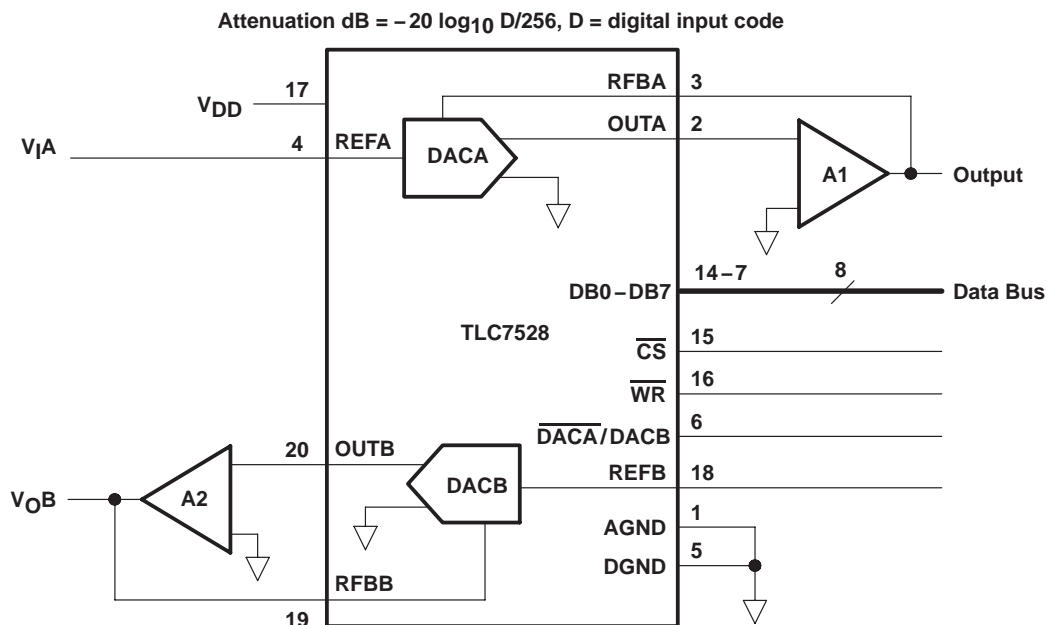 Attenuation dB = −20 log10 D/256, D = digital input code
17
VDD
RFBA
3
OUTA
2
VIA
4
REFA
DACA
A1
Output
DB0−DB7
14−7
8
Data Bus
TLC7528
CS
15
WR
16
DACA/DACB
6
20
OUTB
REFB
18
VOB
A2
DACB
AGND
1
DGND
5
RFBB
19